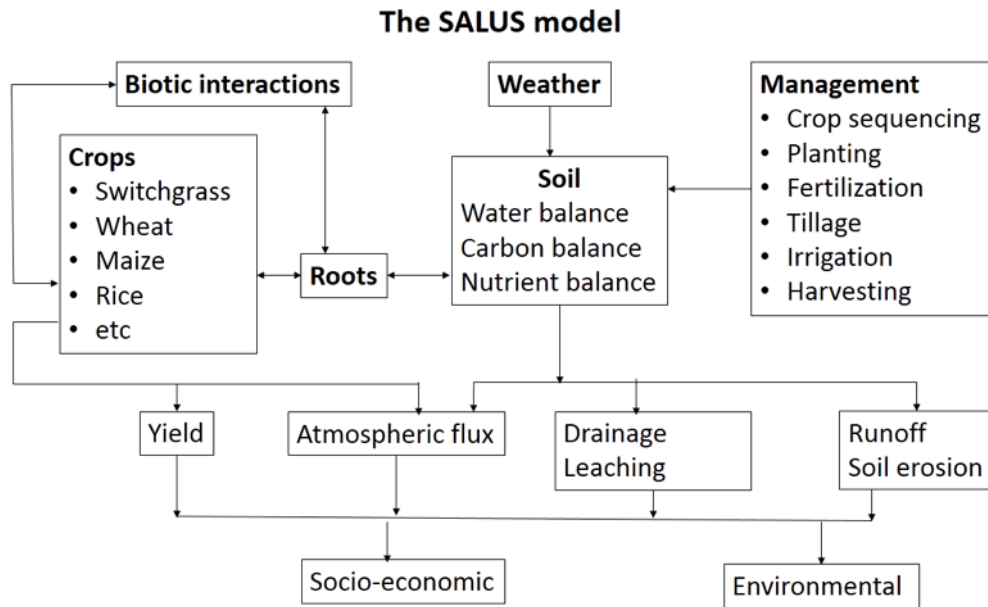 The SALUS model
Biotic interactions
Weather
Management
• Crop sequencing
• Planting
• Fertilization
• Tillage
• Irrigation
• Harvesting
Crops
• Switchgrass
• Wheat
• Maize
• Rice
• etc
Roots
Soil
Water balance
Carbon balance
Nutrient balance
Yield
Atmospheric flux
Drainage
Leaching
Runoff
Soil erosion
Socio-economic
Environmental